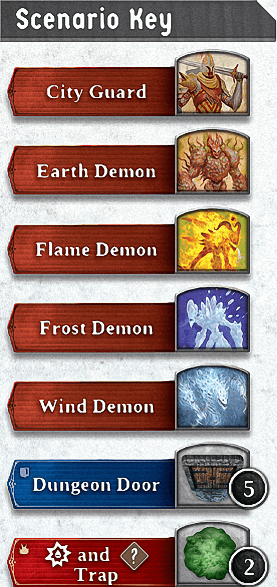 Scenario Key
City Guard
Earth Demon
Flame Demon
Frost Demon
Wind Demon
Dungeon Door
5
and ?
Trap
2